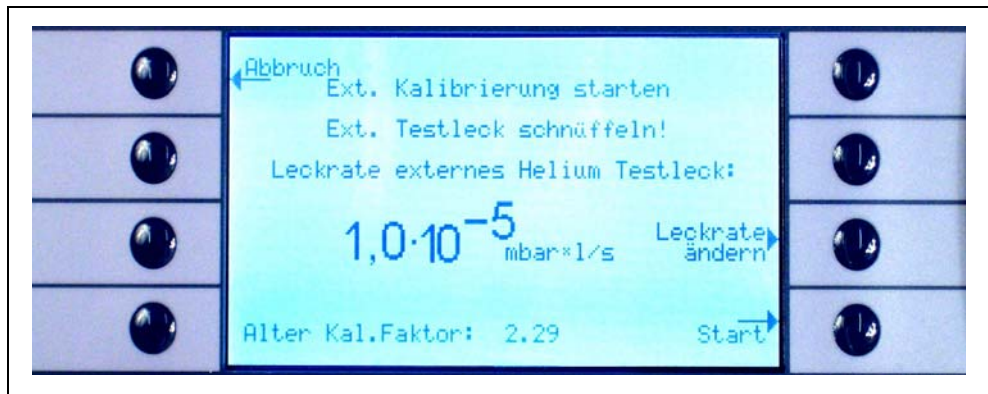 Abbruch
Ext. Kalibrierung starten
Ext. Testleck schnüffeln!
Leckrate externes Helium Testleck:
1,0·10⁻⁵ mbar*l/s
Leckrate
ändern
Alter Kal.Faktor: 2.29 Start